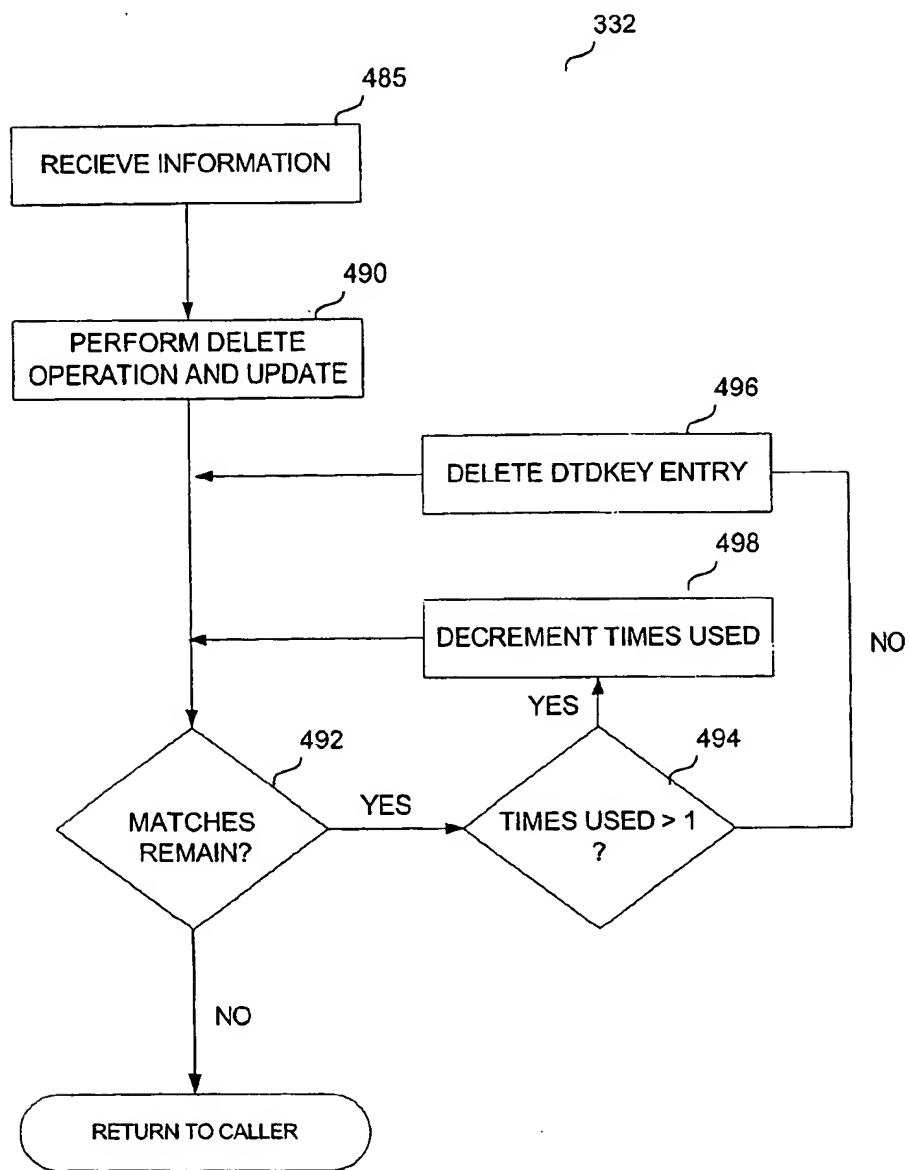 332
485
RECIEVE INFORMATION
490
PERFORM DELETE
OPERATION AND UPDATE
496
DELETE DTDKEY ENTRY
498
DECREMENT TIMES USED
NO
YES
492
494
YES
MATCHES
REMAIN?
TIMES USED > 1
?
NO
RETURN TO CALLER